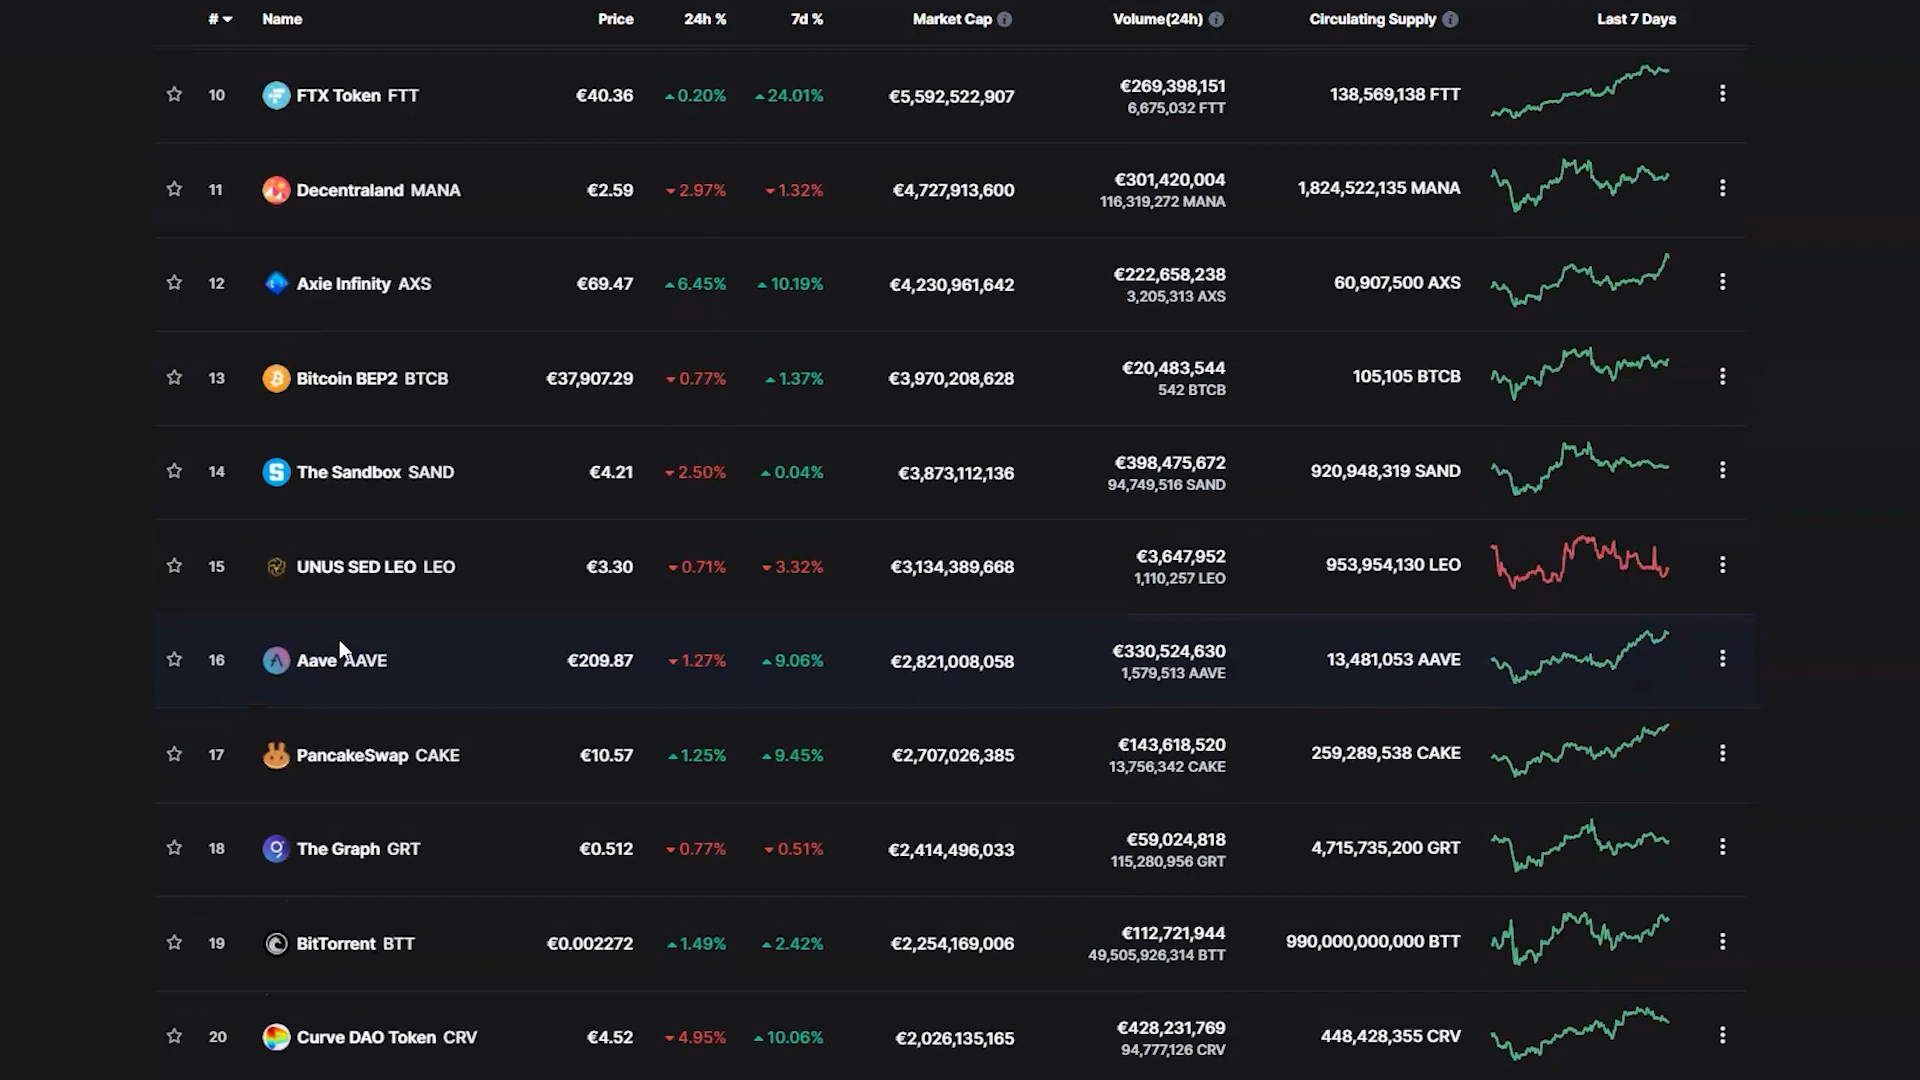 # Name Price 24h % 7d % Market Cap Volume(24h) Circulating Supply Last 7 Days
10 FTX Token FTT €40.36 0.20% 24.01% €5,592,522,907 €269,398,151 138,569,138 FTT
6,675,032 FTT
11 Decentraland MANA €2.59 2.97% 1.32% €4,727,913,600 €301,420,004 1,824,522,135 MANA
116,319,272 MANA
12 Axie Infinity AXS €69.47 6.45% 10.19% €4,230,961,642 €222,658,238 60,907,500 AXS
3,205,313 AXS
13 Bitcoin BEP2 BTCB €37,907.29 0.77% 1.37% €3,970,208,628 €20,483,544 105,105 BTCB
542 BTCB
14 The Sandbox SAND €4.21 2.50% 0.04% €3,873,112,136 €398,475,672 920,948,319 SAND
94,749,516 SAND
15 UNUS SED LEO LEO €3.30 0.71% 3.32% €3,134,389,668 €3,647,952 953,954,130 LEO
1,110,257 LEO
16 Aave AAVE €209.87 1.27% 9.06% €2,821,008,058 €330,524,630 13,481,053 AAVE
1,579,513 AAVE
17 PancakeSwap CAKE €10.57 1.25% 9.45% €2,707,026,385 €143,618,520 259,289,538 CAKE
13,756,342 CAKE
18 The Graph GRT €0.512 0.77% 0.51% €2,414,496,033 €59,024,818 4,715,735,200 GRT
115,280,956 GRT
19 BitTorrent BTT €0.002272 1.49% 2.42% €2,254,169,006 €112,721,944 990,000,000,000 BTT
49,505,926,314 BTT
20 Curve DAO Token CRV €4.52 4.95% 10.06% €2,026,135,165 €428,231,769 448,428,355 CRV
94,777,126 CRV